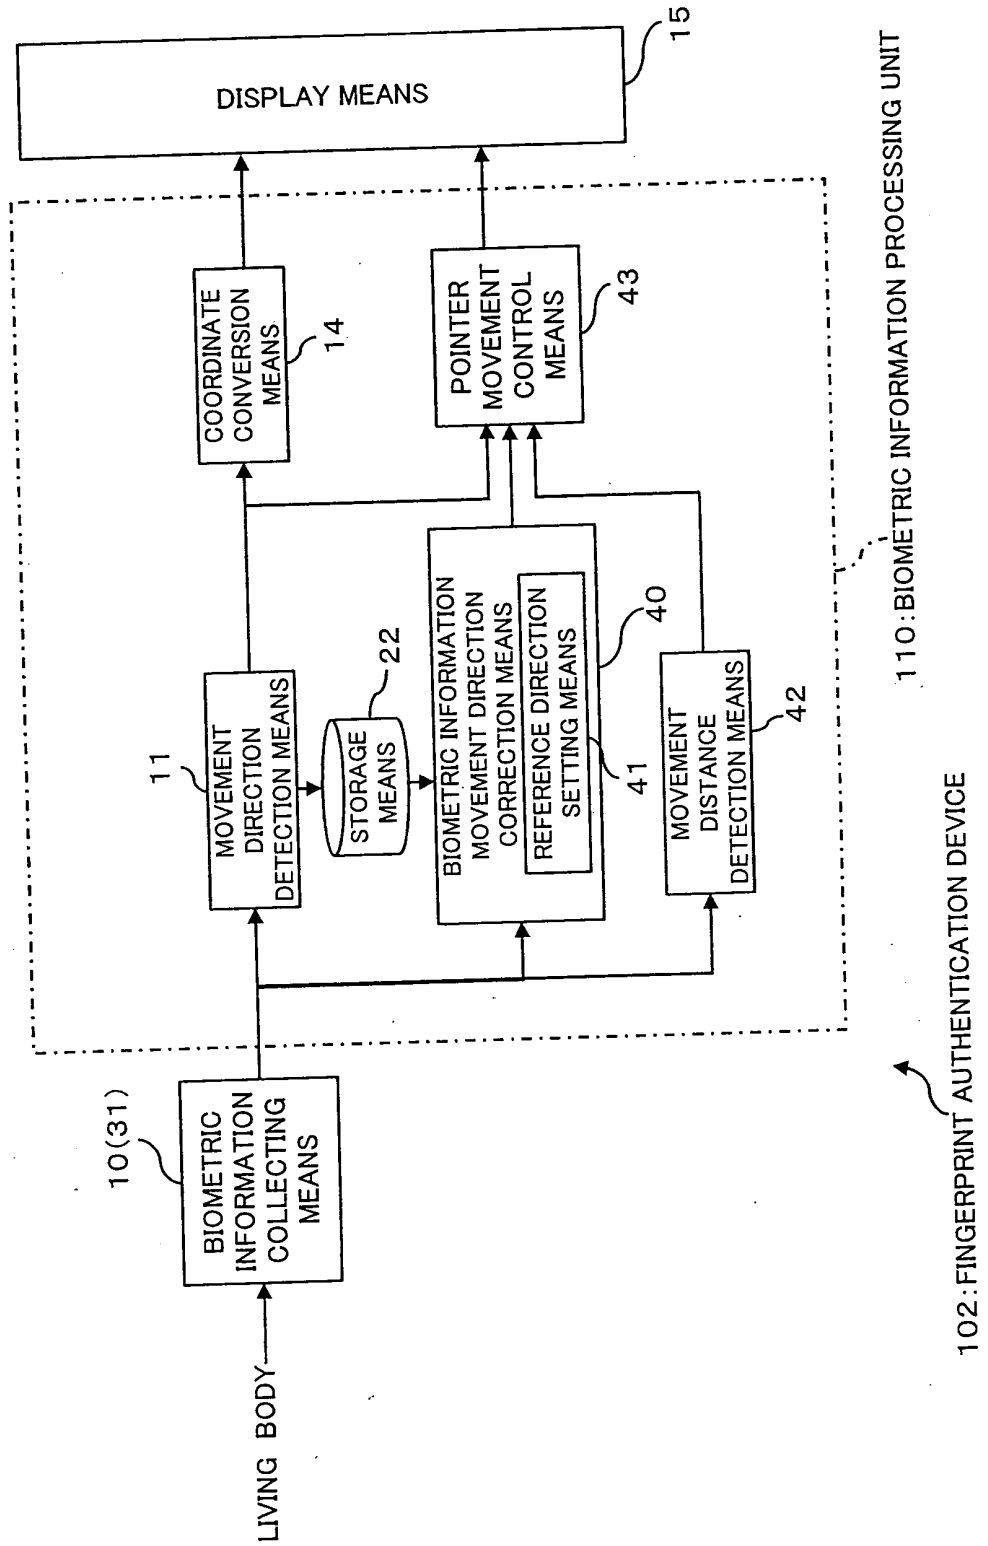 102:FINGERPRINT AUTHENTICATION DEVICE
110:BIOMETRIC INFORMATION PROCESSING UNIT
LIVING BODY
10(31)
BIOMETRIC
INFORMATION
COLLECTING
MEANS
11
MOVEMENT
DIRECTION
DETECTION MEANS
22
STORAGE
MEANS
BIOMETRIC INFORMATION
MOVEMENT DIRECTION
CORRECTION MEANS
REFERENCE DIRECTION
SETTING MEANS
41
40
MOVEMENT
DISTANCE
DETECTION MEANS
42
COORDINATE
CONVERSION
MEANS
14
POINTER
MOVEMENT
CONTROL
MEANS
43
DISPLAY MEANS
15